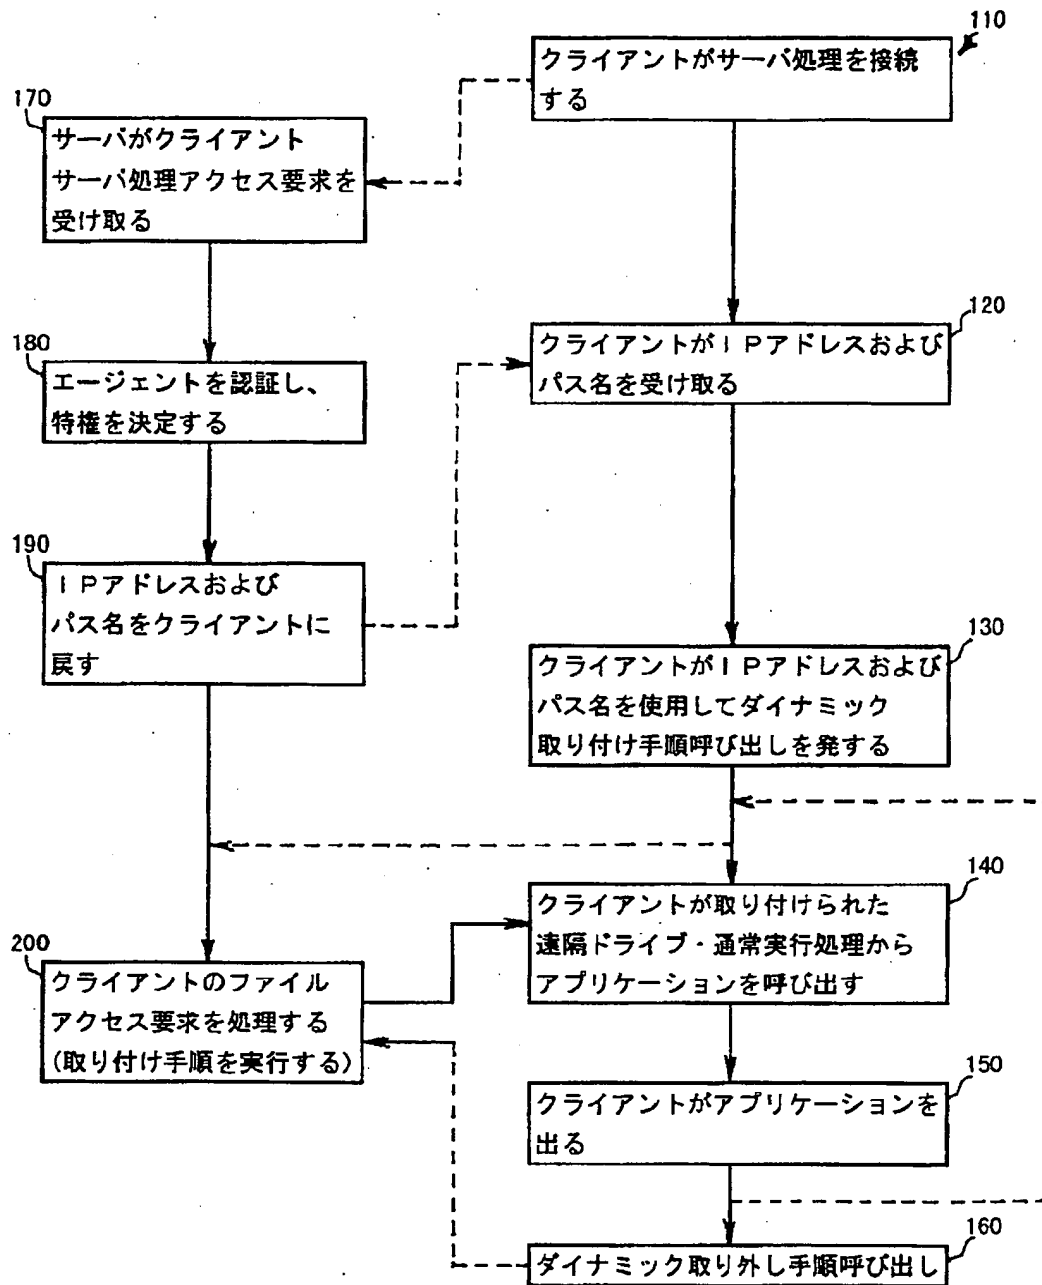 110
クライアントがサーバ処理を接続
する
170
サーバがクライアント
サーバ処理アクセス要求を
受け取る
120
クライアントがIPアドレスおよび
パス名を受け取る
180
エージェントを認証し、
特権を決定する
190
IPアドレスおよび
パス名をクライアントに
戻す
130
クライアントがIPアドレスおよび
パス名を使用してダイナミック
取り付け手順呼び出しを発する
140
クライアントが取り付けられた
遠隔ドライブ・通常実行処理から
アプリケーションを呼び出す
200
クライアントのファイル
アクセス要求を処理する
(取り付け手順を実行する)
150
クライアントがアプリケーションを
出る
160
ダイナミック取り外し手順呼び出し